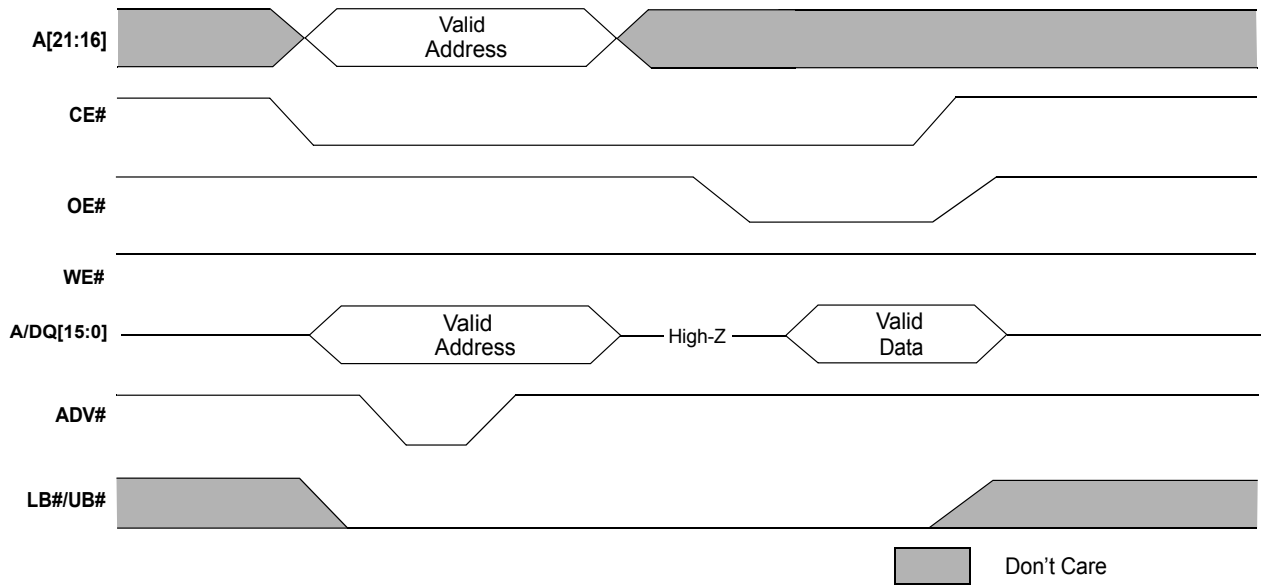 A[21:16]
Valid
Address
CE#
OE#
WE#
A/DQ[15:0]
Valid
Address
High-Z
Valid
Data
ADV#
LB#/UB#
Don't Care